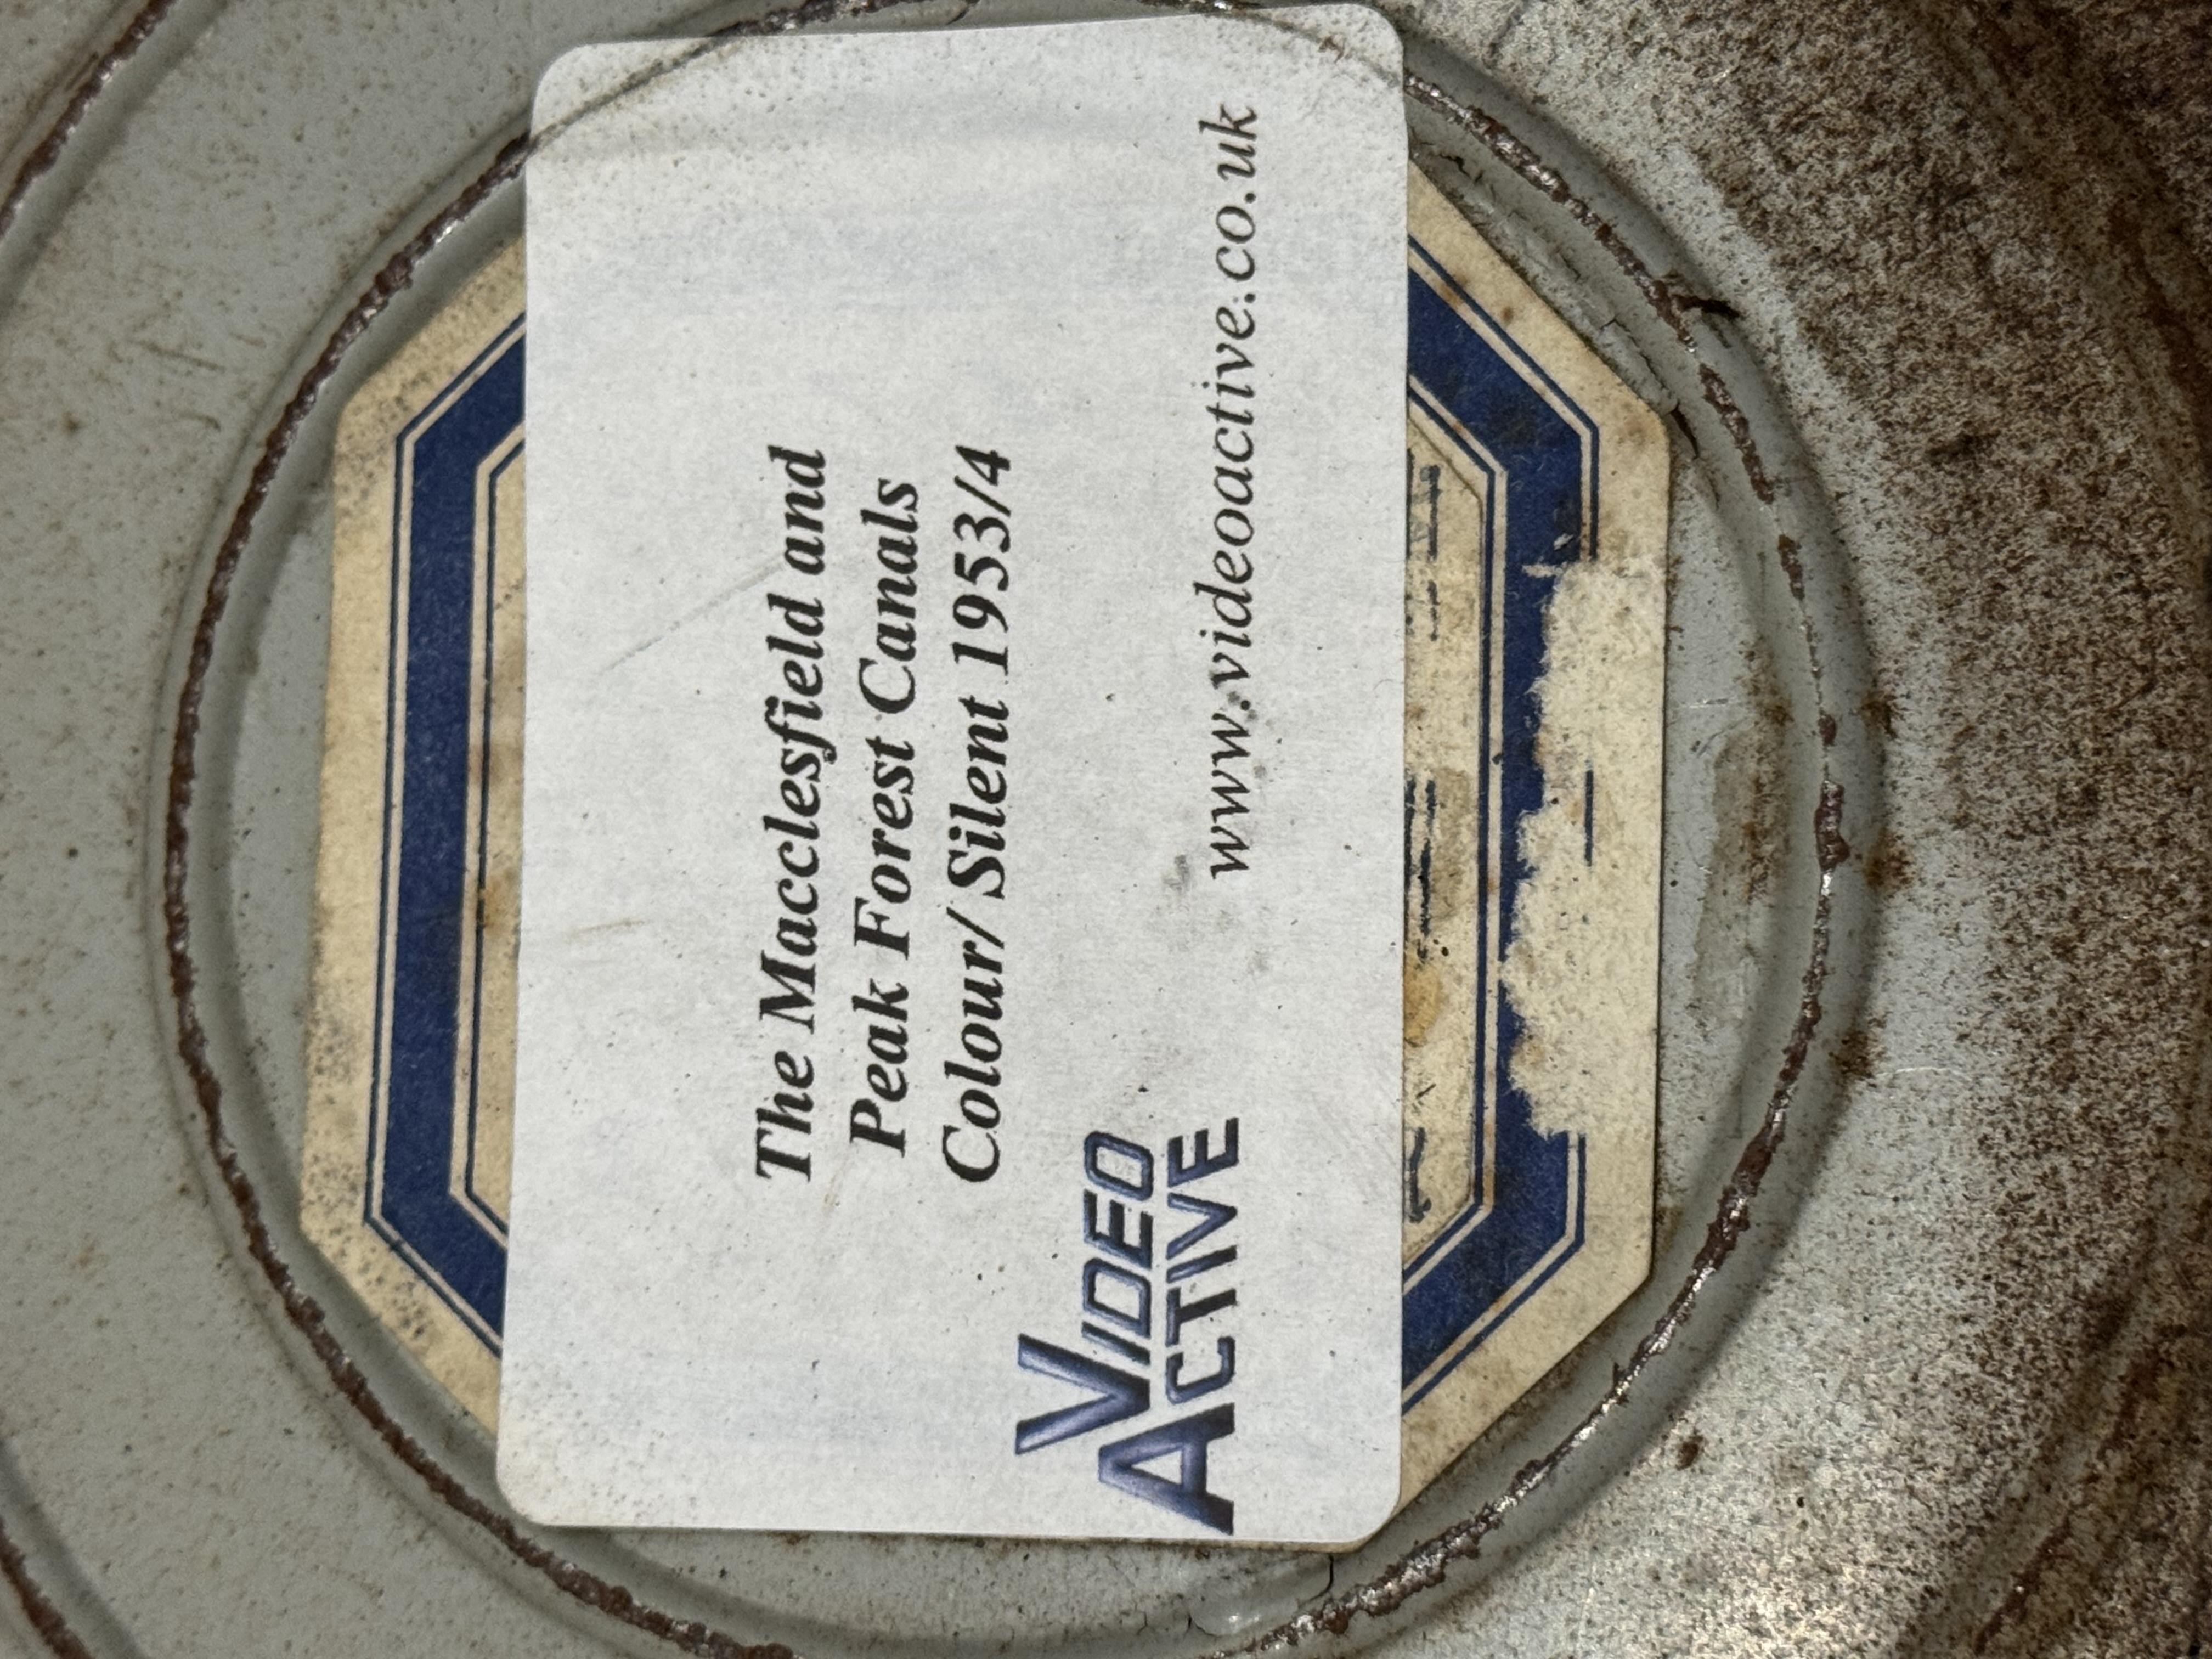 The Macclesfield and
Peak Forest Canals
Colour/ Silent 1953/4
VIDEO
ACTIVE
www.videoactive.co.uk